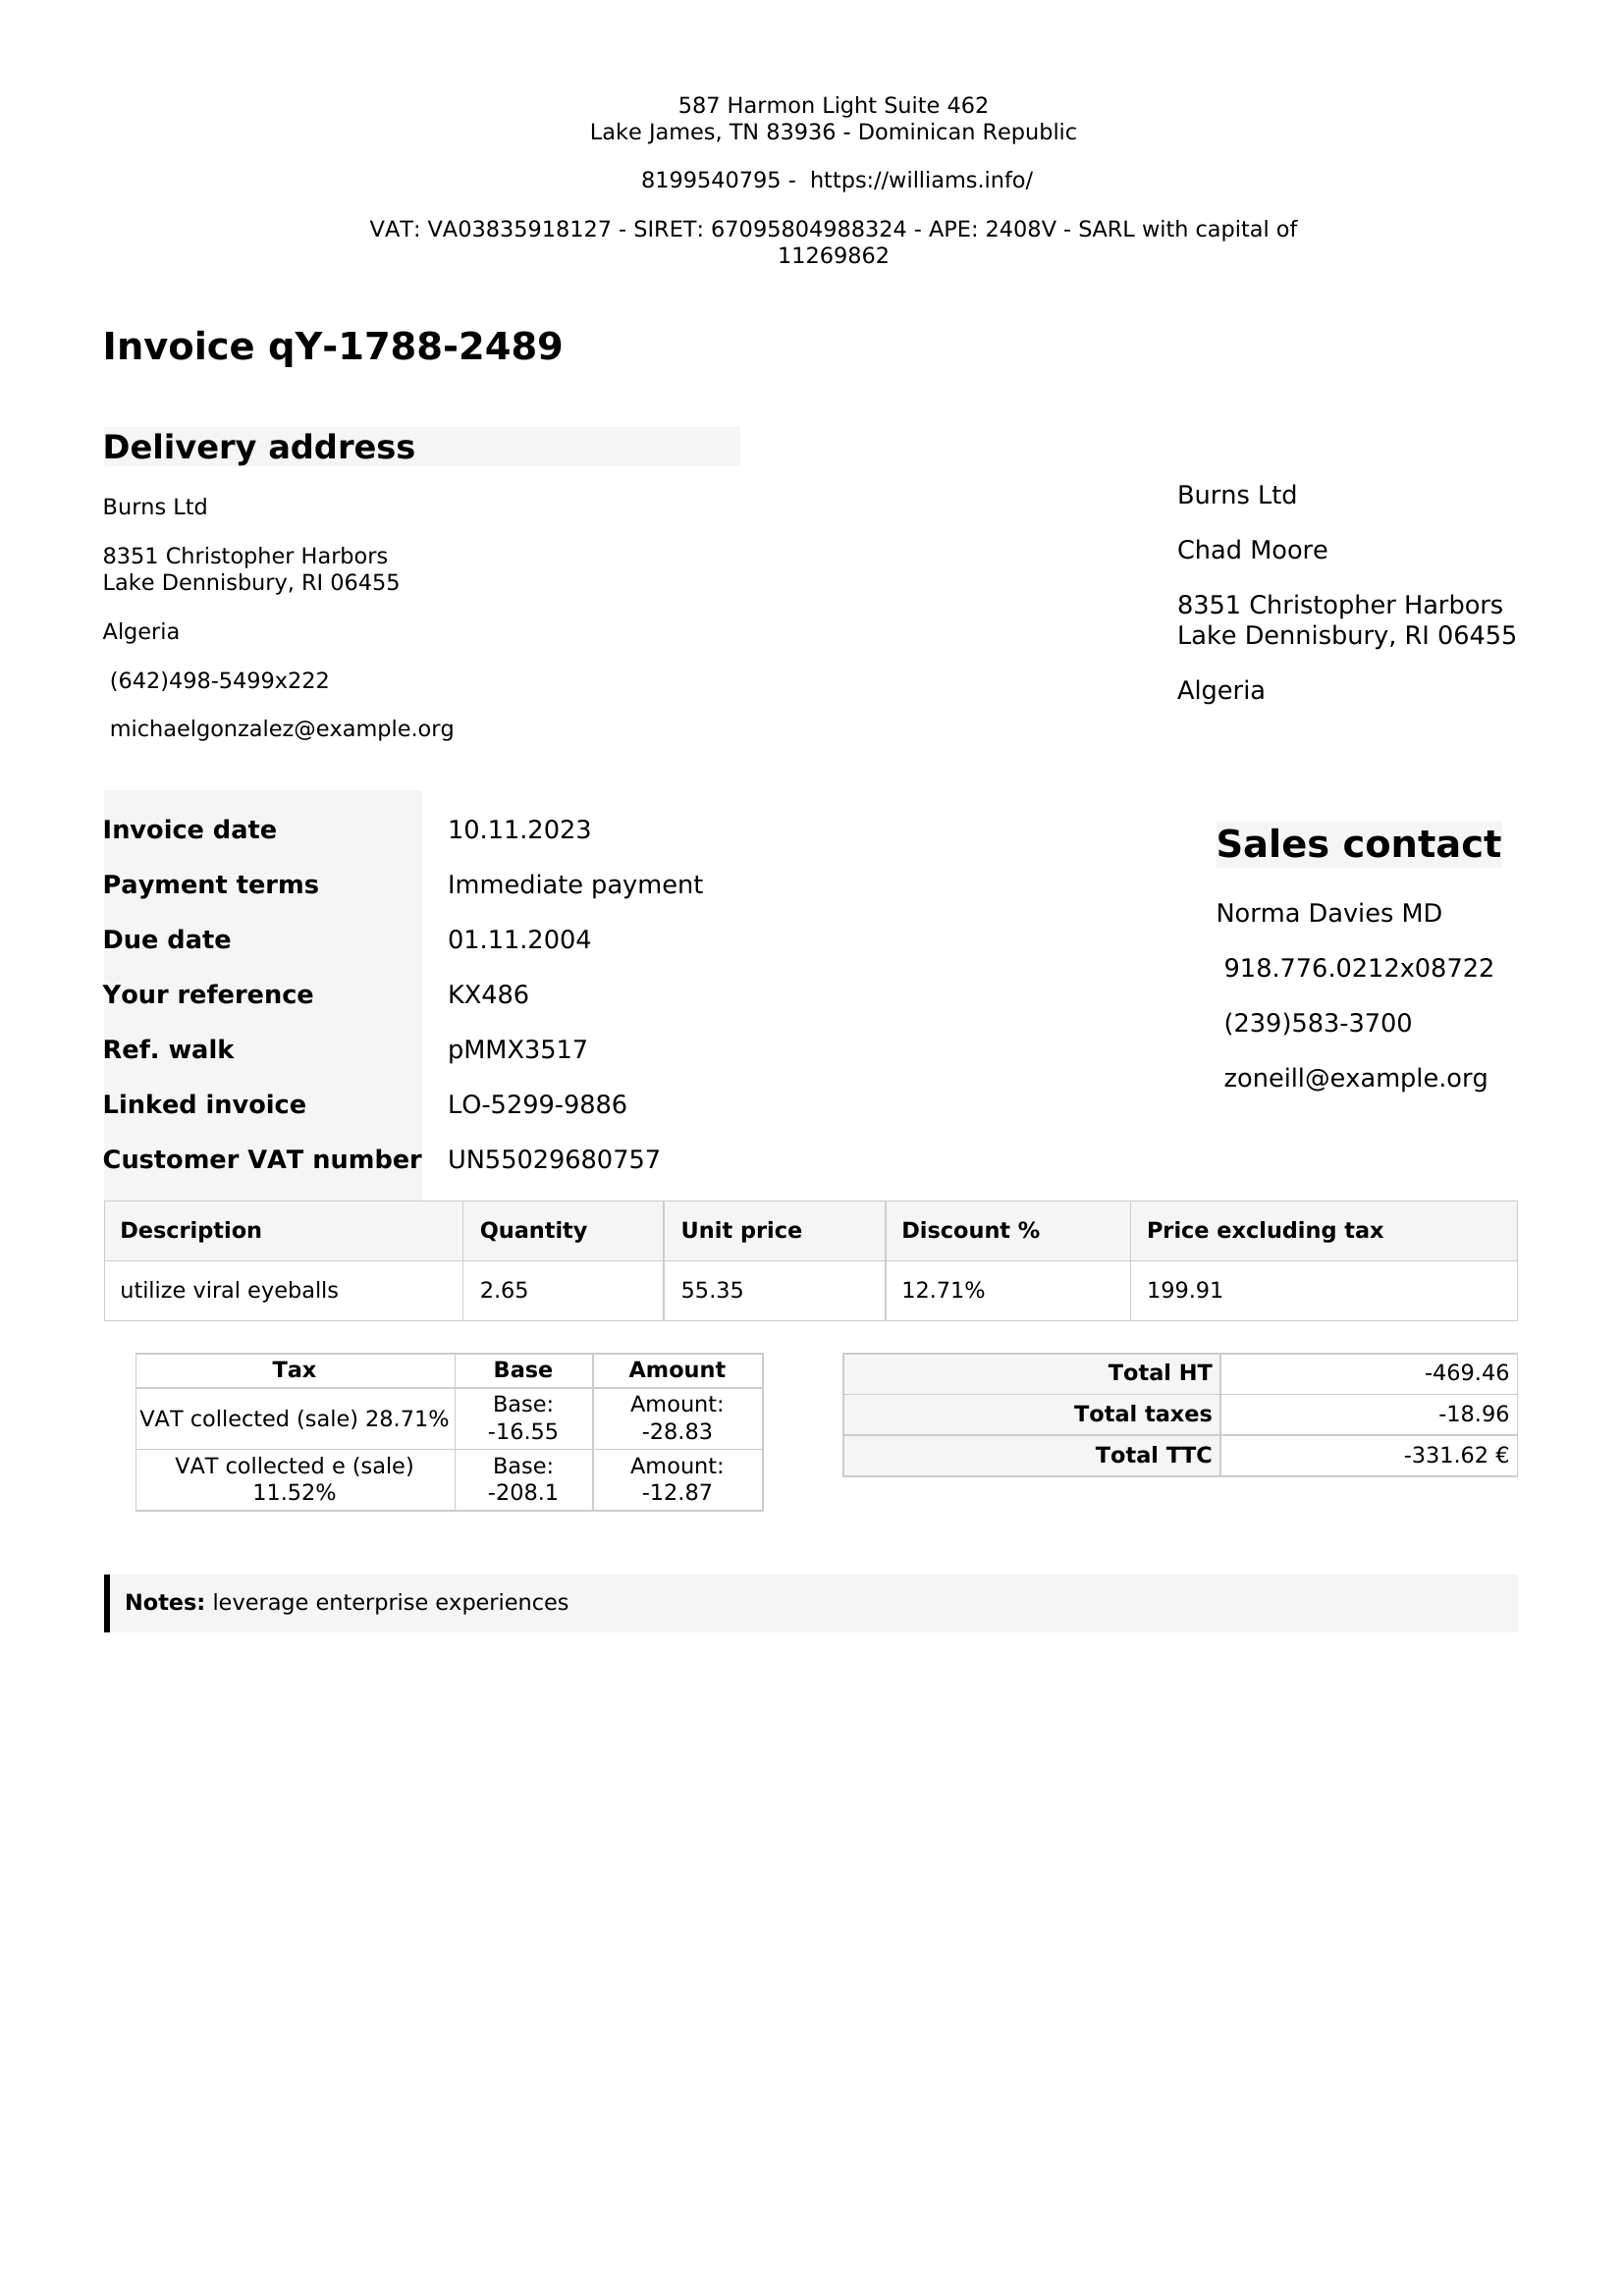 587 Harmon Light Suite 462
Lake James, TN 83936 - Dominican Republic
8199540795 - https://williams.info/
VAT: VA03835918127 - SIRET: 67095804988324 - APE: 2408V - SARL with capital of
11269862
Invoice qY-1788-2489
Delivery address
Burns Ltd
8351 Christopher Harbors
Lake Dennisbury, RI 06455
Algeria
(642)498-5499x222
michaelgonzalez@example.org
Burns Ltd
Chad Moore
8351 Christopher Harbors
Lake Dennisbury, RI 06455
Algeria
Invoice date 10.11.2023
Payment terms Immediate payment
Due date 01.11.2004
Your reference KX486
Ref. walk pMMX3517
Linked invoice LO-5299-9886
Customer VAT number UN55029680757
Sales contact
Norma Davies MD
918.776.0212x08722
(239)583-3700
zoneill@example.org
Description Quantity Unit price Discount % Price excluding tax
utilize viral eyeballs 2.65 55.35 12.71% 199.91
Tax Base Amount
VAT collected (sale) 28.71% Base: -16.55 Amount: -28.83
VAT collected e (sale) 11.52% Base: -208.1 Amount: -12.87
Total HT -469.46
Total taxes -18.96
Total TTC -331.62 €
Notes: leverage enterprise experiences